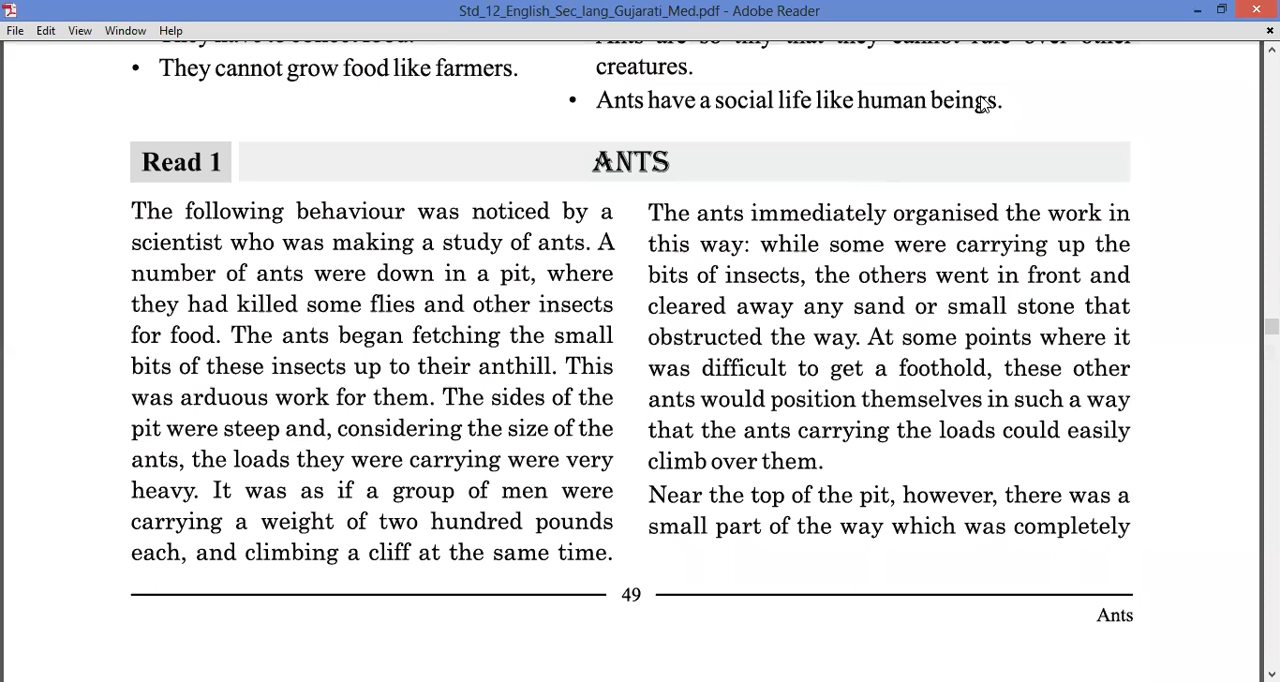 Std_12_English_Sec_lang_Gujarati_Med.pdf - Adobe Reader
File Edit View Window Help
• They cannot grow food like farmers.
creatures.
• Ants have a social life like human beings.
Read 1
ANTS
The following behaviour was noticed by a
scientist who was making a study of ants. A
number of ants were down in a pit, where
they had killed some flies and other insects
for food. The ants began fetching the small
bits of these insects up to their anthill. This
was arduous work for them. The sides of the
pit were steep and, considering the size of the
ants, the loads they were carrying were very
heavy. It was as if a group of men were
carrying a weight of two hundred pounds
each, and climbing a cliff at the same time.
The ants immediately organised the work in
this way: while some were carrying up the
bits of insects, the others went in front and
cleared away any sand or small stone that
obstructed the way. At some points where it
was difficult to get a foothold, these other
ants would position themselves in such a way
that the ants carrying the loads could easily
climb over them.
Near the top of the pit, however, there was a
small part of the way which was completely
49
Ants